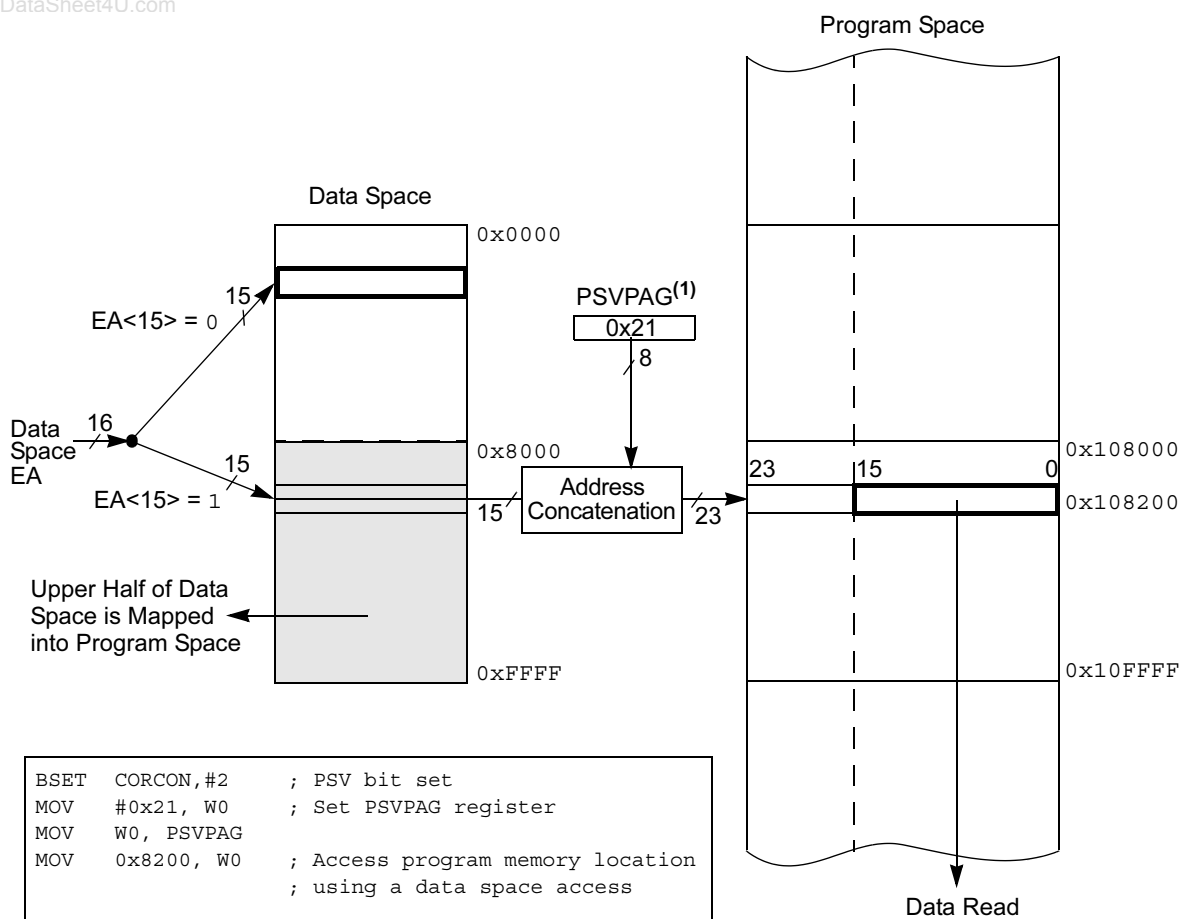 DataSheet4U.com
Program Space
Data Space
0x0000
PSVPAG(1)
0x21
8
15
EA<15> = 0
Data
Space
EA
16
15
EA<15> = 1
0x8000
15
Address
Concatenation
23
23 15 0
0x108000
0x108200
Upper Half of Data
Space is Mapped
into Program Space
0xFFFF
0x10FFFF
BSET CORCON,#2 ; PSV bit set
MOV #0x21, W0 ; Set PSVPAG register
MOV W0, PSVPAG
MOV 0x8200, W0 ; Access program memory location
; using a data space access
Data Read